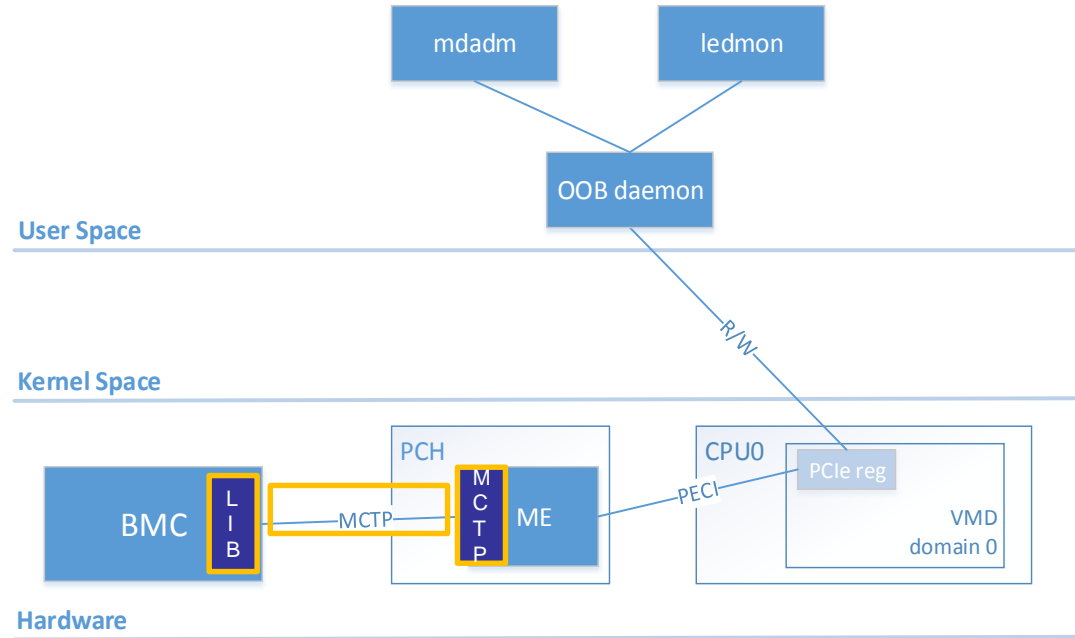 mdadm
ledmon
OOB daemon
User Space
R/W
Kernel Space
PCH
CPU0
PCIe reg
VMD
domain 0
PECI
BMC
L
I
B
MCTP
M
C
T
P
ME
Hardware